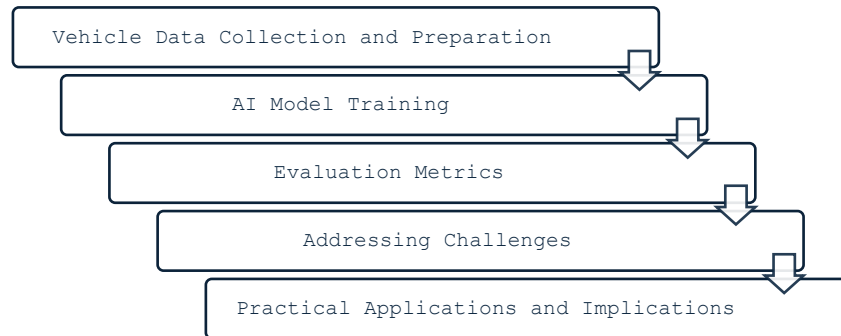 Vehicle Data Collection and Preparation
AI Model Training
Evaluation Metrics
Addressing Challenges
Practical Applications and Implications